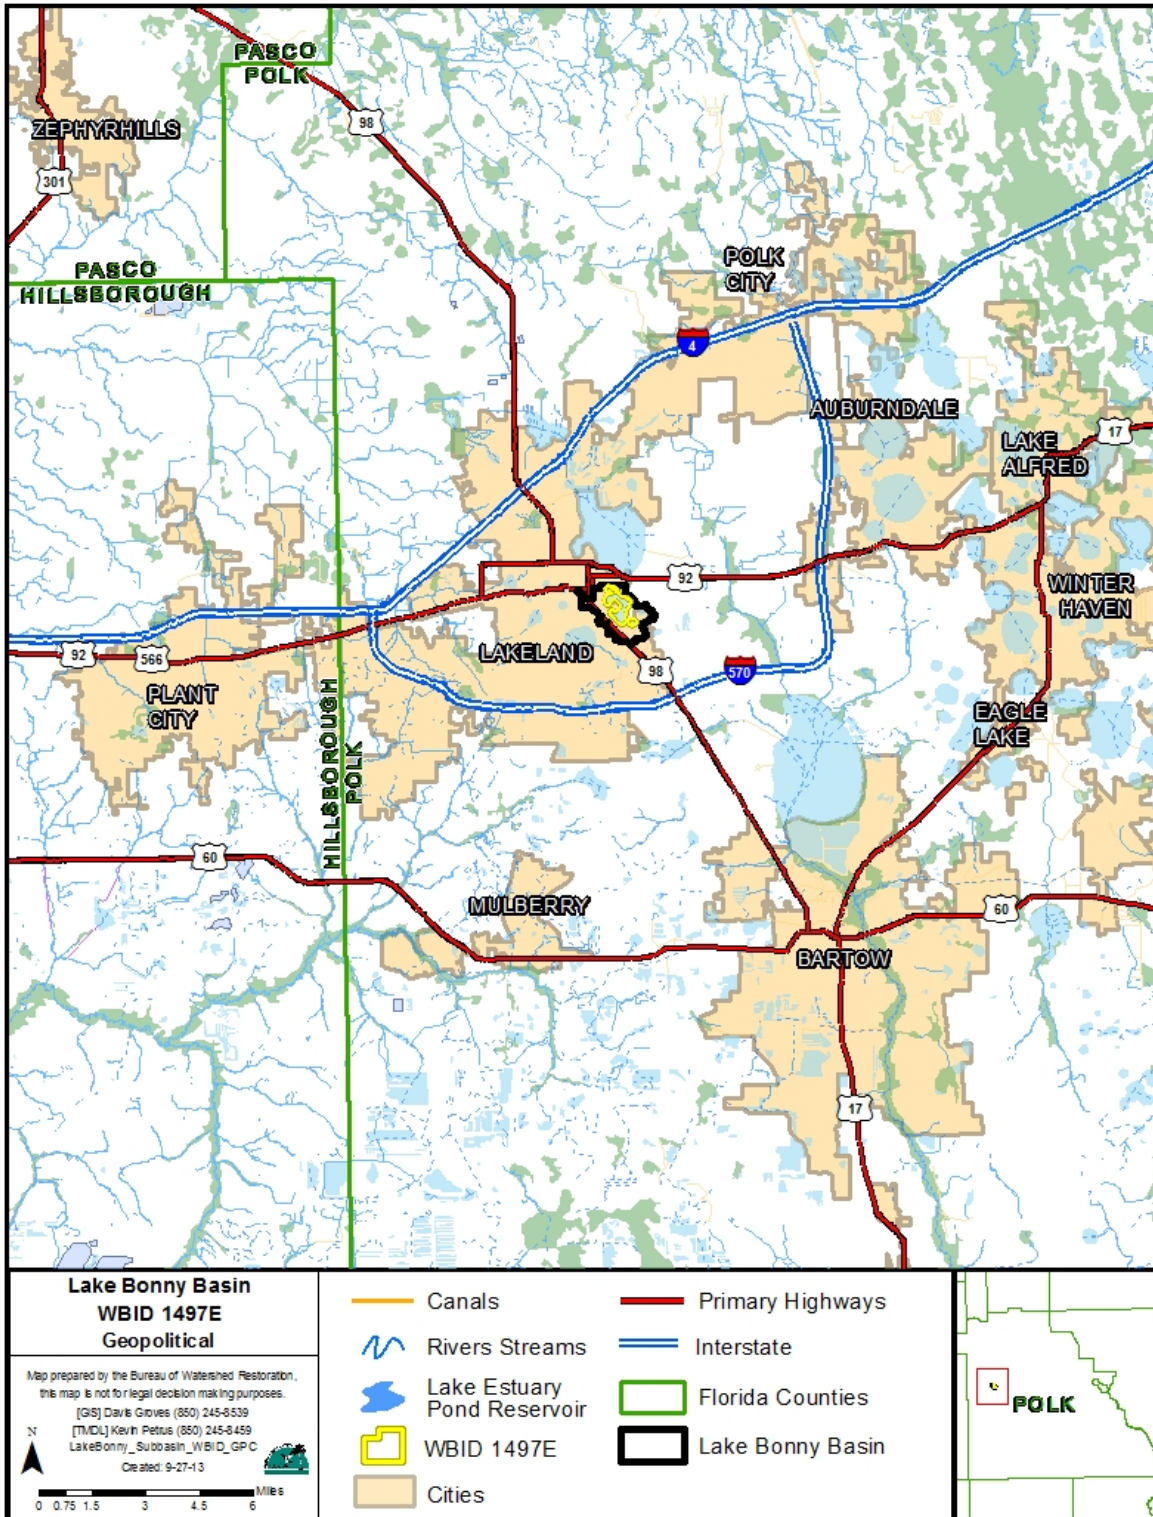 PASCO
POLK
98
ZEPHYRHILLS
301
PASCO
HILLSBOROUGH
POLK
CITY
4
AUBURNDALE
17
LAKE
ALFRED
92
WINTER
HAVEN
LAKELAND
92
566
98
570
PLANT
CITY
HILLSBOROUGH
POLK
EAGLE
LAKE
60
MULBERRY
60
BARTOW
17
Lake Bonny Basin
WBID 1497E
Geopolitical
Map prepared by the Bureau of Watershed Restoration,
this map is not for legal decision making purposes.
[GIS] Davis Groves (850) 245-8539
[TMDL] Kevin Petrus (850) 245-8459
LakeBonny_Subbasin_WBID_GPC
Created: 9-27-13
N
Miles
0 0.75 1.5 3 4.5 6
Canals
Rivers Streams
Lake Estuary
Pond Reservoir
WBID 1497E
Cities
Primary Highways
Interstate
Florida Counties
Lake Bonny Basin
POLK